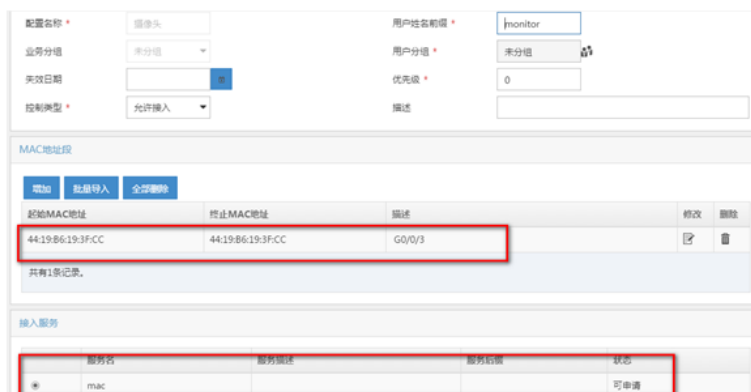 配置名称 * 摄像头 用户姓名前缀 * monitor
业务分组 未分组 用户分组 * 未分组
失效日期 优先级 * 0
控制类型 * 允许接入 描述
MAC地址段
增加 批量导入 全部删除
起始MAC地址 终止MAC地址 描述 修改 删除
44:19:B6:19:3F:CC 44:19:B6:19:3F:CC G0/0/3
共有1条记录。
接入服务
服务名 服务描述 服务后缀 状态
mac 可申请